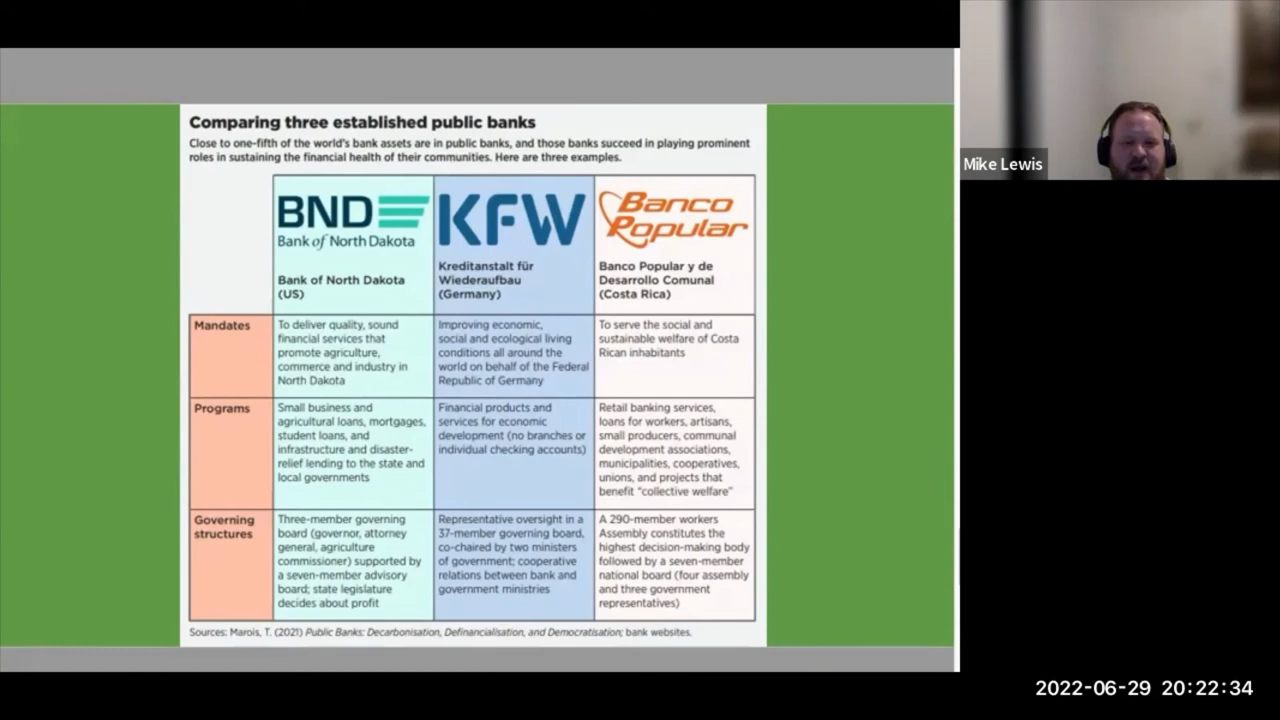 Comparing three established public banks
Close to one-fifth of the world's bank assets are in public banks, and those banks succeed in playing prominent
roles in sustaining the financial health of their communities. Here are three examples.
BND
Bank of North Dakota
KFW
Banco
Popular
Bank of North Dakota
(US)
Kreditanstalt für
Wiederaufbau
(Germany)
Banco Popular y de
Desarrollo Comunal
(Costa Rica)
Mandates
To deliver quality, sound
financial services that
promote agriculture,
commerce and industry in
North Dakota
Improving economic,
social and ecological living
conditions all around the
world on behalf of the Federal
Republic of Germany
To serve the social and
sustainable welfare of Costa
Rican inhabitants
Programs
Small business and
agricultural loans, mortgages,
student loans, and
infrastructure and disaster-
relief lending to the state and
local governments
Financial products and
services for economic
development (no branches or
individual checking accounts)
Retail banking services,
loans for workers, artisans,
small producers, communal
development associations,
municipalities, cooperatives,
unions, and projects that
benefit “collective welfare”
Governing
structures
Three-member governing
board (governor, attorney
general, agriculture
commissioner) supported by
a seven-member advisory
board; state legislature
decides about profit
Representative oversight in a
37-member governing board,
co-chaired by two ministers
of government; cooperative
relations between bank and
government ministries
A 290-member workers
Assembly constitutes the
highest decision-making body
followed by a seven-member
national board (four assembly
and three government
representatives)
Sources: Marois, T. (2021) Public Banks: Decarbonisation, Definancialisation, and Democratisation; bank websites.
Mike Lewis
2022-06-29 20:22:34